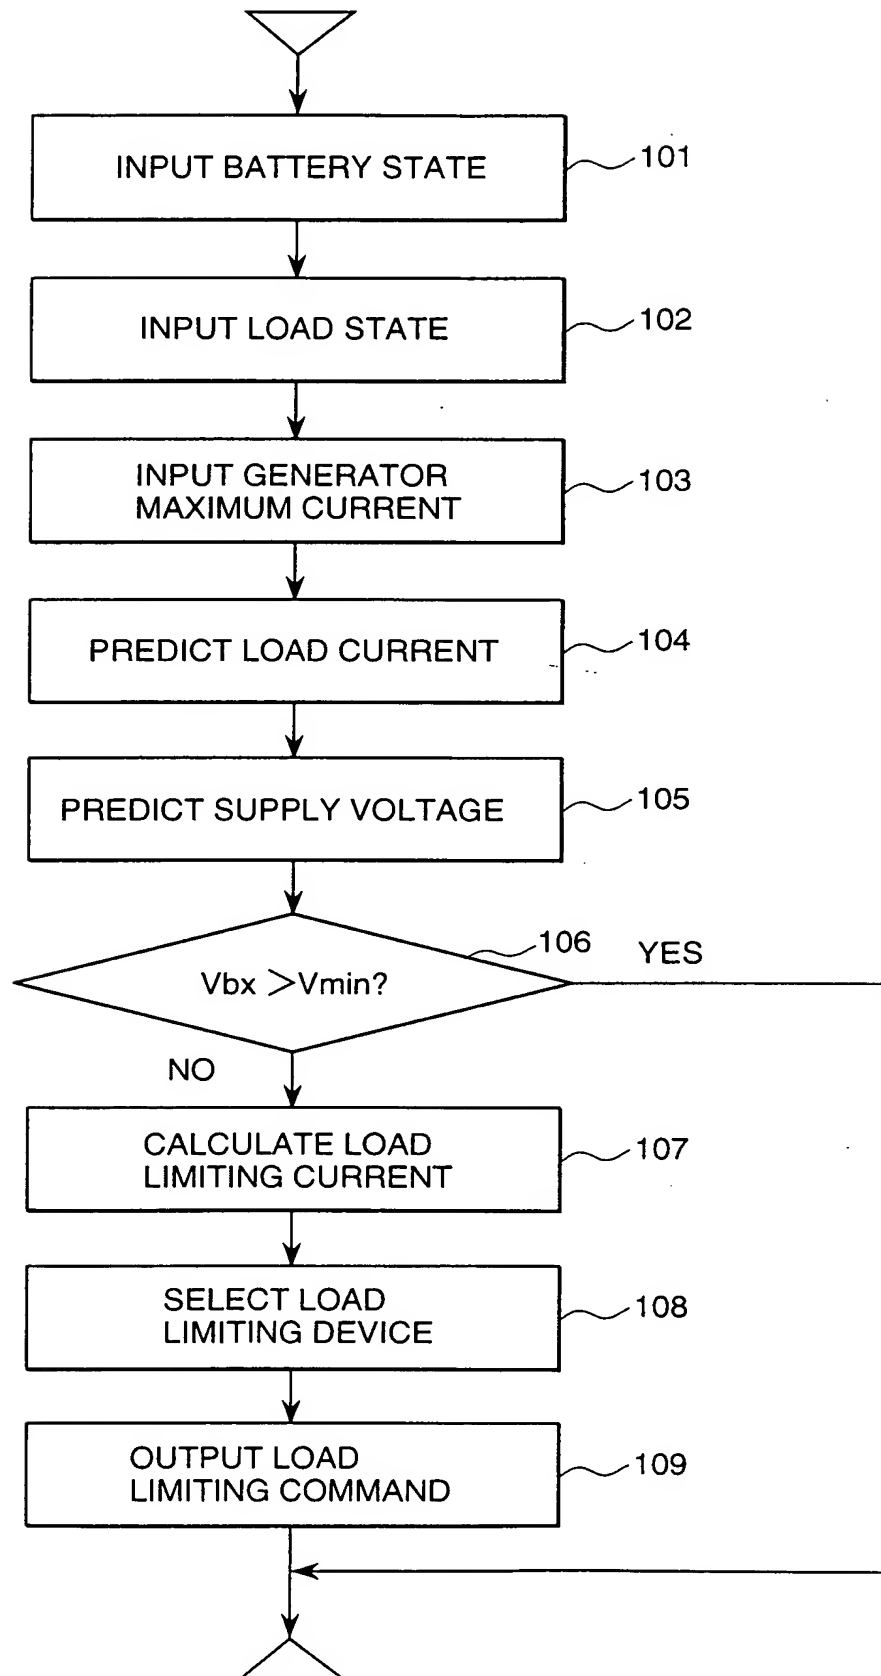 INPUT BATTERY STATE
101
INPUT LOAD STATE
102
INPUT GENERATOR
MAXIMUM CURRENT
103
PREDICT LOAD CURRENT
104
PREDICT SUPPLY VOLTAGE
105
Vbx >Vmin?
106
YES
NO
CALCULATE LOAD
LIMITING CURRENT
107
SELECT LOAD
LIMITING DEVICE
108
OUTPUT LOAD
LIMITING COMMAND
109